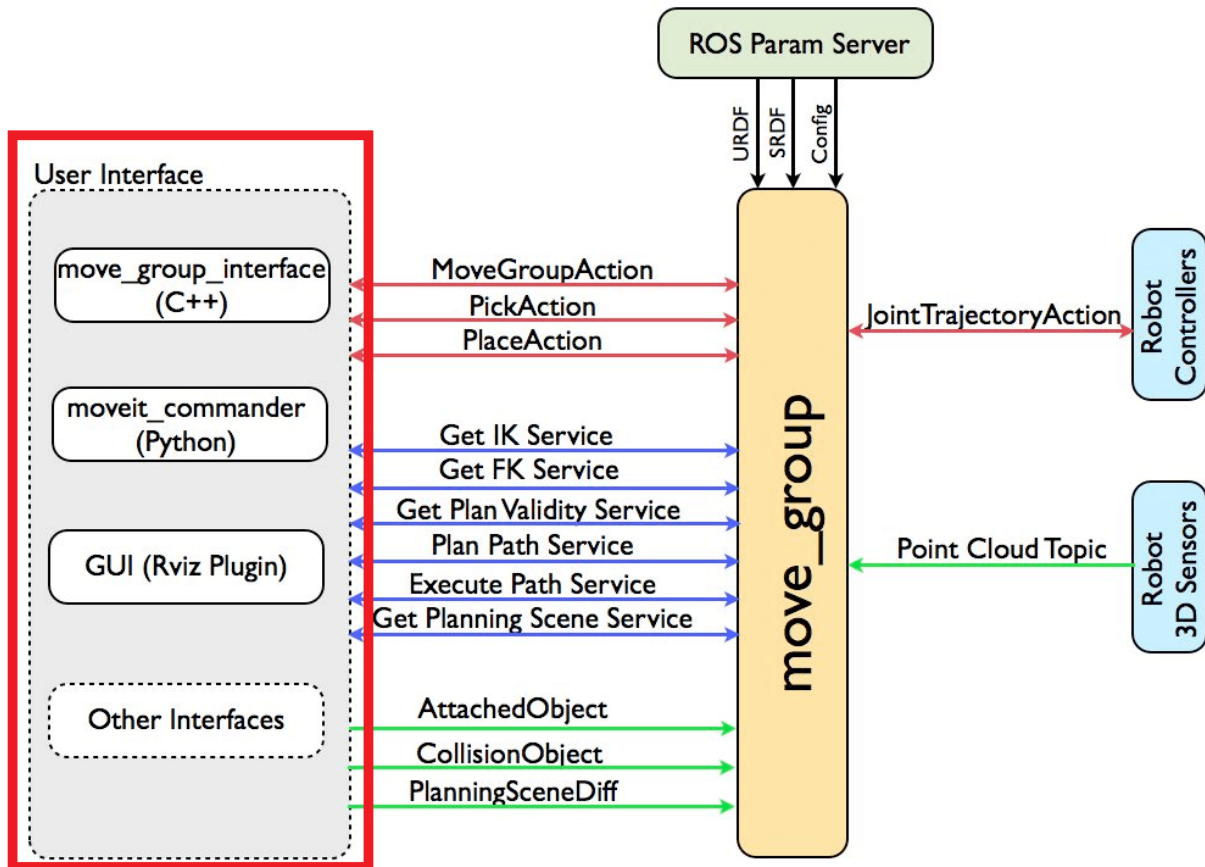 ROS Param Server
URDF
SRDF
Config
User Interface
move_group_interface
(C++)
moveit_commander
(Python)
GUI (Rviz Plugin)
Other Interfaces
MoveGroupAction
PickAction
PlaceAction
Get IK Service
Get FK Service
Get Plan Validity Service
Plan Path Service
Execute Path Service
Get Planning Scene Service
AttachedObject
CollisionObject
PlanningSceneDiff
move_group
JointTrajectoryAction
Point Cloud Topic
Robot
Controllers
Robot
3D Sensors